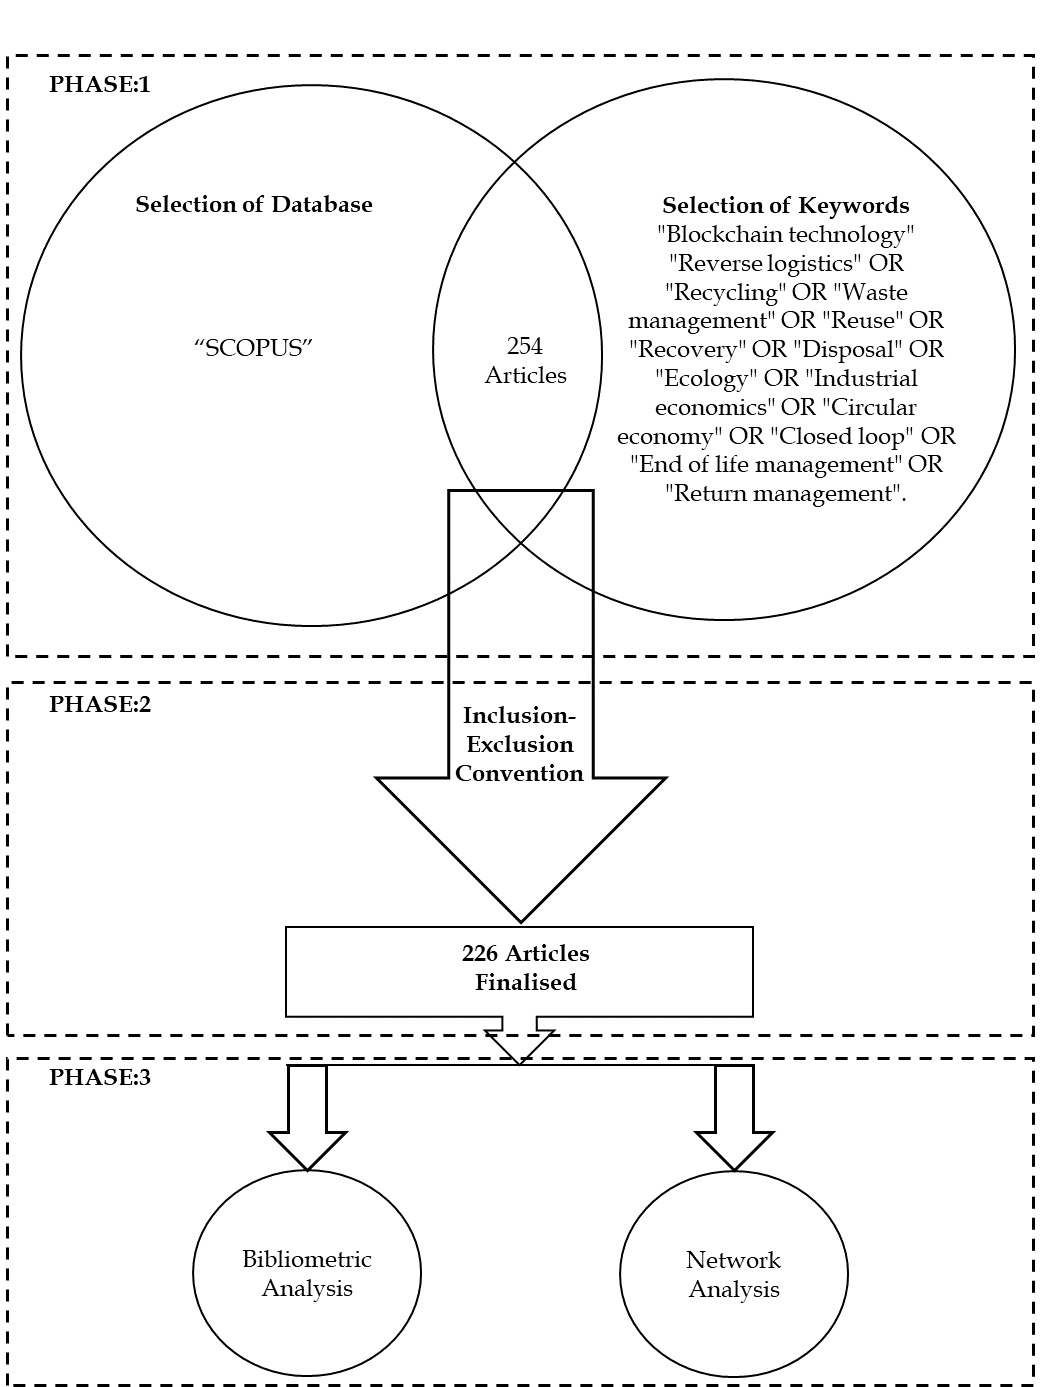 PHASE:1
Selection of Database
“SCOPUS”
254
Articles
Selection of Keywords
"Blockchain technology"
"Reverse logistics" OR
"Recycling" OR "Waste
management" OR "Reuse" OR
"Recovery" OR "Disposal" OR
"Ecology" OR "Industrial
economics" OR "Circular
economy" OR "Closed loop" OR
"End of life management" OR
"Return management".
PHASE:2
Inclusion-
Exclusion
Convention
226 Articles
Finalised
PHASE:3
Bibliometric
Analysis
Network
Analysis